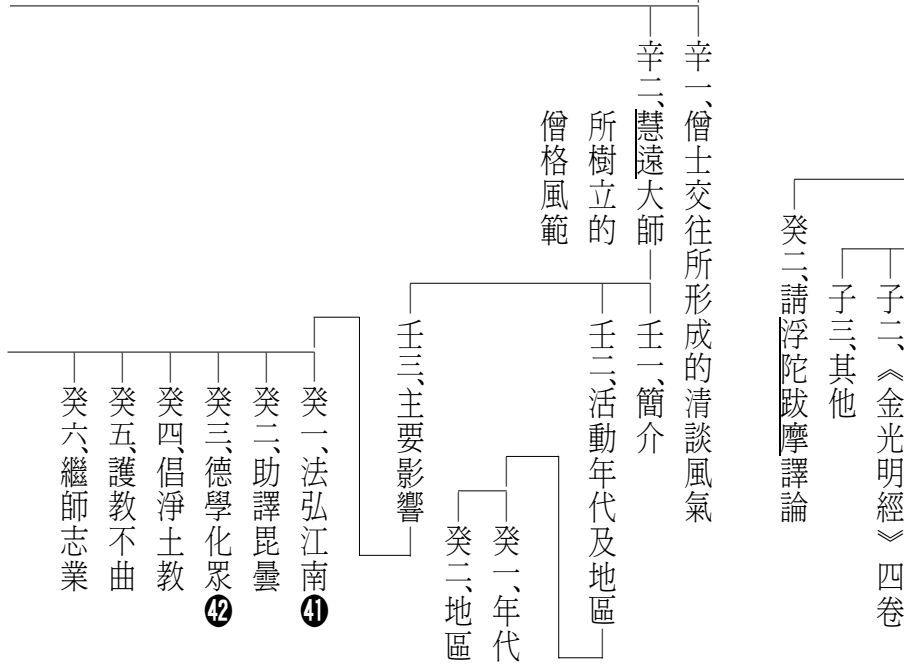 子二、《金光明經》四卷
子三、其他
癸二、請浮陀跋摩譯論
辛一、僧士交往所形成的清談風氣
辛二、慧遠大師
所樹立的
僧格風範
壬一、簡介
壬二、活動年代及地區
癸一、年代
癸二、地區
壬三、主要影響
癸一、法弘江南㊶
癸二、助譯毘曇
癸三、德學化眾㊷
癸四、倡淨土教
癸五、護教不曲
癸六、繼師志業